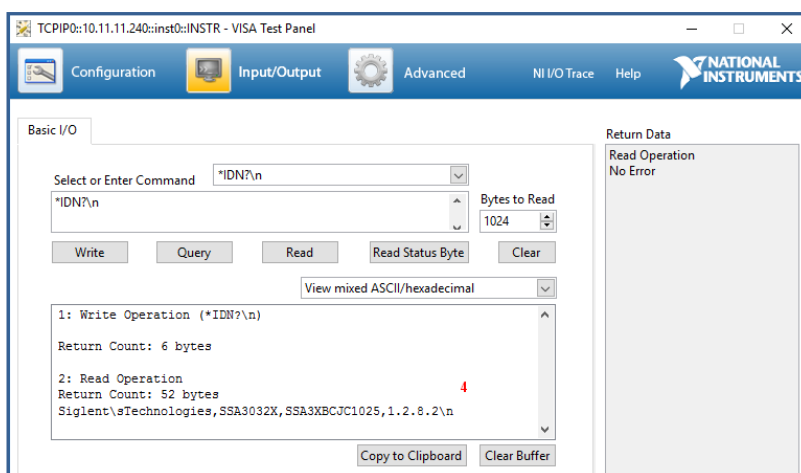 TCPIP0::10.11.11.240::inst0::INSTR - VISA Test Panel
Configuration
Input/Output
Advanced
NI I/O Trace
Help
NATIONAL
INSTRUMENTS
Basic I/O
Return Data
Read Operation
No Error
Select or Enter Command
*IDN?\n
*IDN?\n
Bytes to Read
1024
Write
Query
Read
Read Status Byte
Clear
View mixed ASCII/hexadecimal
1: Write Operation (*IDN?\n)
Return Count: 6 bytes
2: Read Operation
4
Return Count: 52 bytes
Siglent\sTechnologies,SSA3032X,SSA3XBCJC1025,1.2.8.2\n
Copy to Clipboard
Clear Buffer